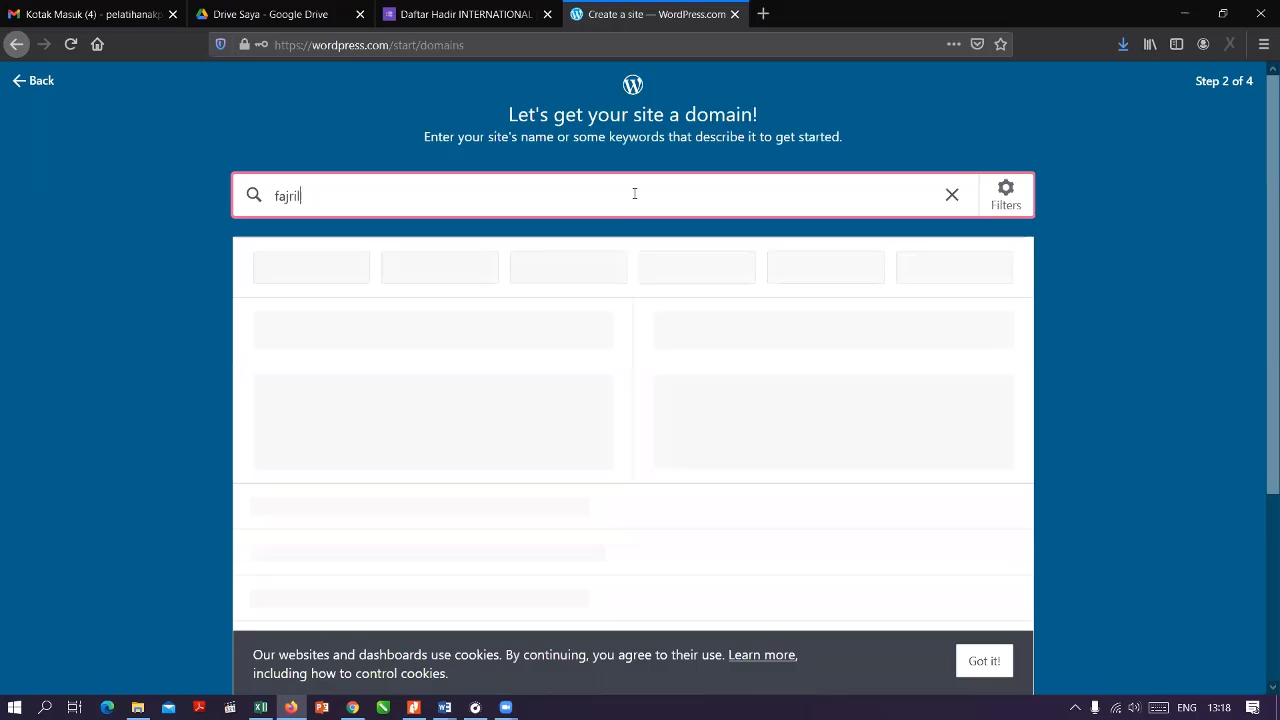 Kotak Masuk (4) - pelatihanakp
Drive Saya - Google Drive
Daftar Hadir INTERNATIONAL
Create a site — WordPress.com
https://wordpress.com/start/domains
Back
Step 2 of 4
Let's get your site a domain!
Enter your site's name or some keywords that describe it to get started.
fajril
Filters
Our websites and dashboards use cookies. By continuing, you agree to their use. Learn more,
including how to control cookies.
Got it!
ENG
13:18